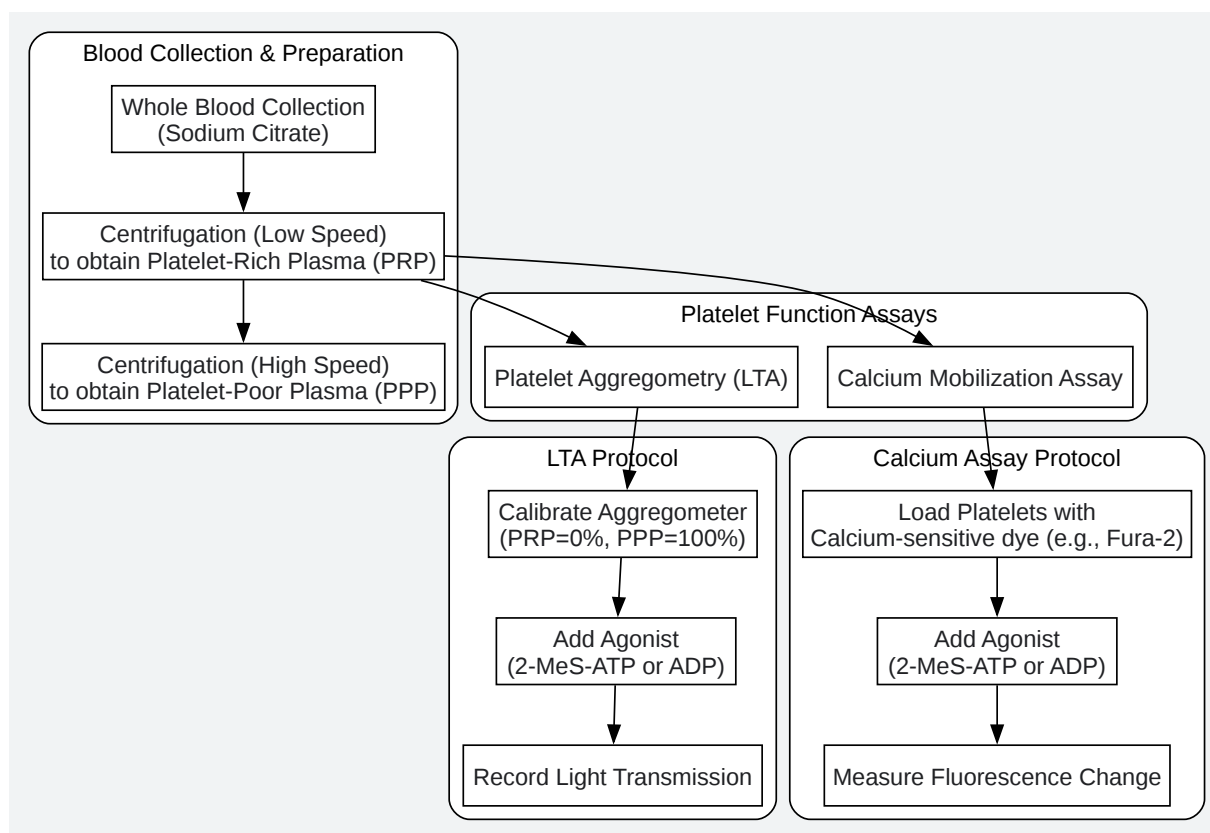 Blood Collection & Preparation
Whole Blood Collection
(Sodium Citrate)
Centrifugation (Low Speed)
to obtain Platelet-Rich Plasma (PRP)
Centrifugation (High Speed)
to obtain Platelet-Poor Plasma (PPP)
Platelet Function Assays
Platelet Aggregometry (LTA)
Calcium Mobilization Assay
LTA Protocol
Calibrate Aggregometer
(PRP=0%, PPP=100%)
Add Agonist
(2-MeS-ATP or ADP)
Record Light Transmission
Calcium Assay Protocol
Load Platelets with
Calcium-sensitive dye (e.g., Fura-2)
Add Agonist
(2-MeS-ATP or ADP)
Measure Fluorescence Change